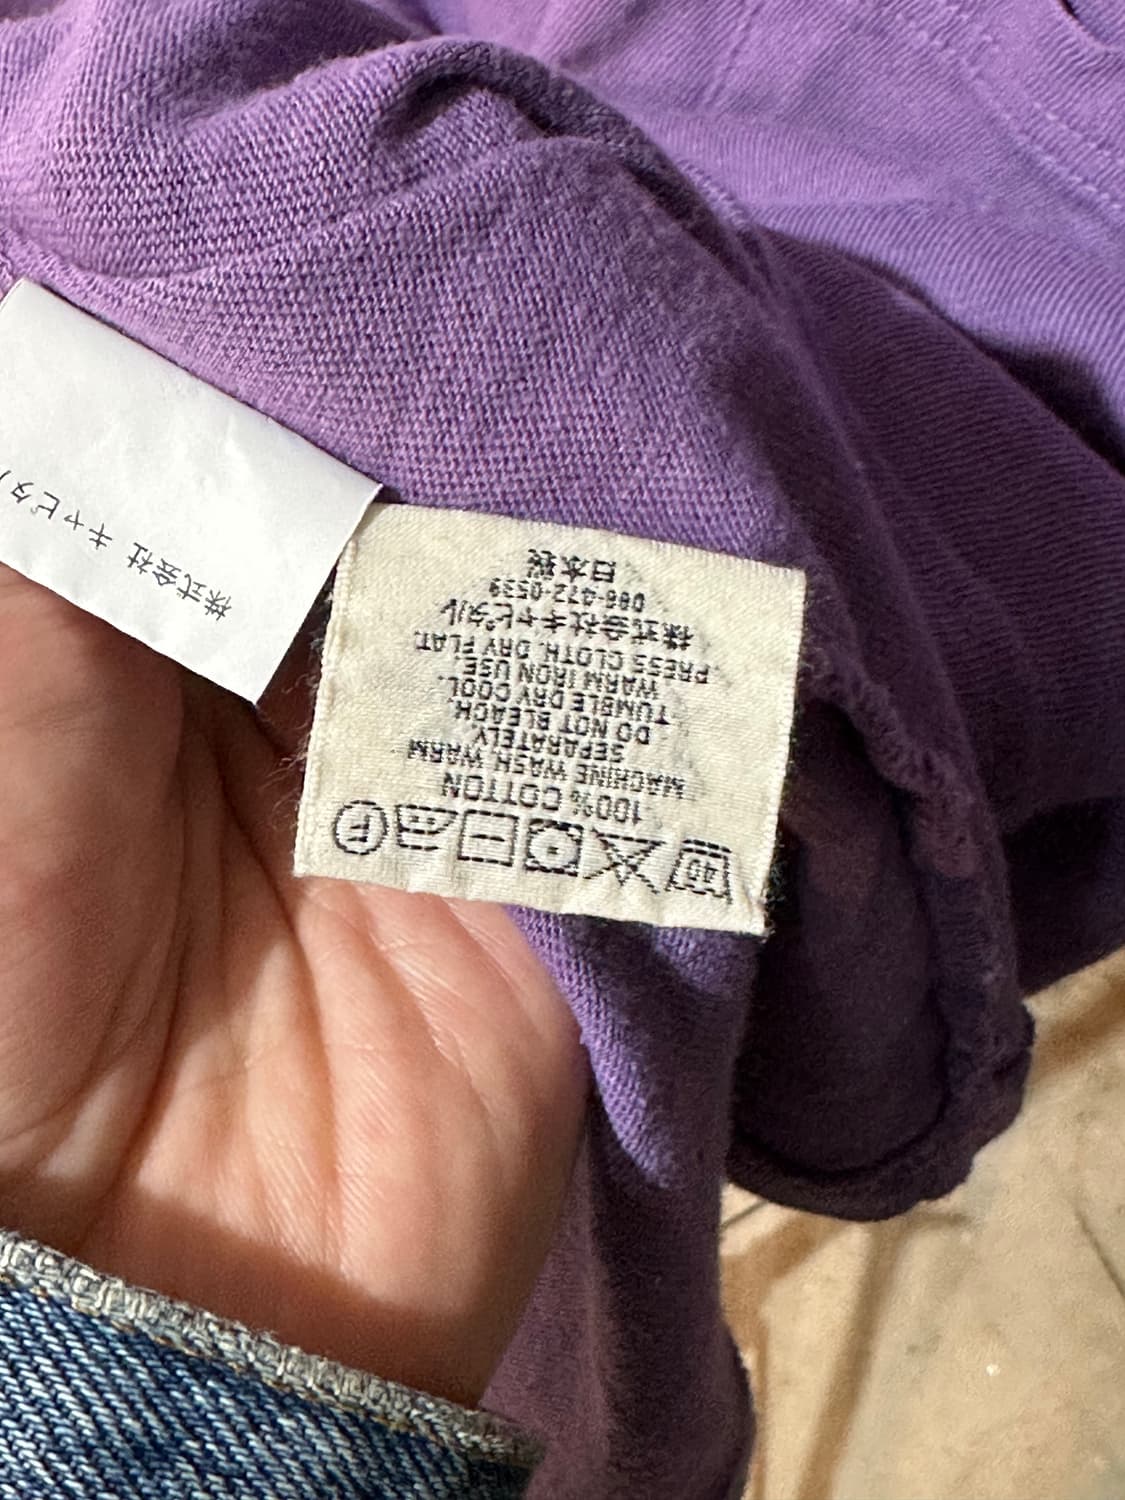 40 F
100% COTTON
MACHINE WASH WARM
SEPARATELY.
DO NOT BLEACH.
TUMBLE DRY COOL.
WARM IRON USE.
PRESS CLOTH. DRY FLAT.
株式会社キャピタル
086-472-0539
日本製
株式会社 キャピタ